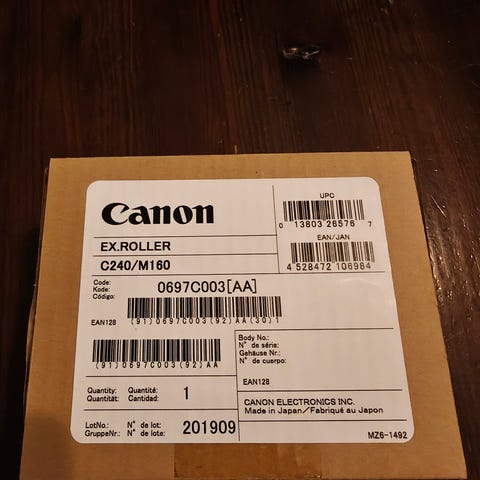 Canon
EX.ROLLER
C240/M160
UPC
0 13803 26576 7
EAN/JAN
4 528472 106984
Code:
Kode:
Código:
0697C003[AA]
EAN128
(91)0697C003(92)AA(30)1
(91)0697C003(92)AA
Body No.:
N° de série:
Gehäuse Nr.:
N° de cuerpo:
EAN128
Quantity: Quantité:
Quantität: Cantidad:
1
CANON ELECTRONICS INC.
Made in Japan/Fabriqué au Japon
LotNo.: N° de lot:
GruppeNr.: N° de lote:
201909
MZ6-1492